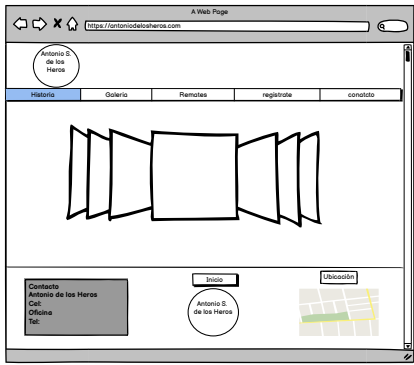 A Web Page
https://antoniodelosheros.com
Antonio S.
de los
Heros
Historia
Galeria
Remates
registrate
conatcto
Contacto
Antonio de los Heros
Cel:
Oficina
Tel:
Inicio
Antonio S.
de los Heros
Ubicación